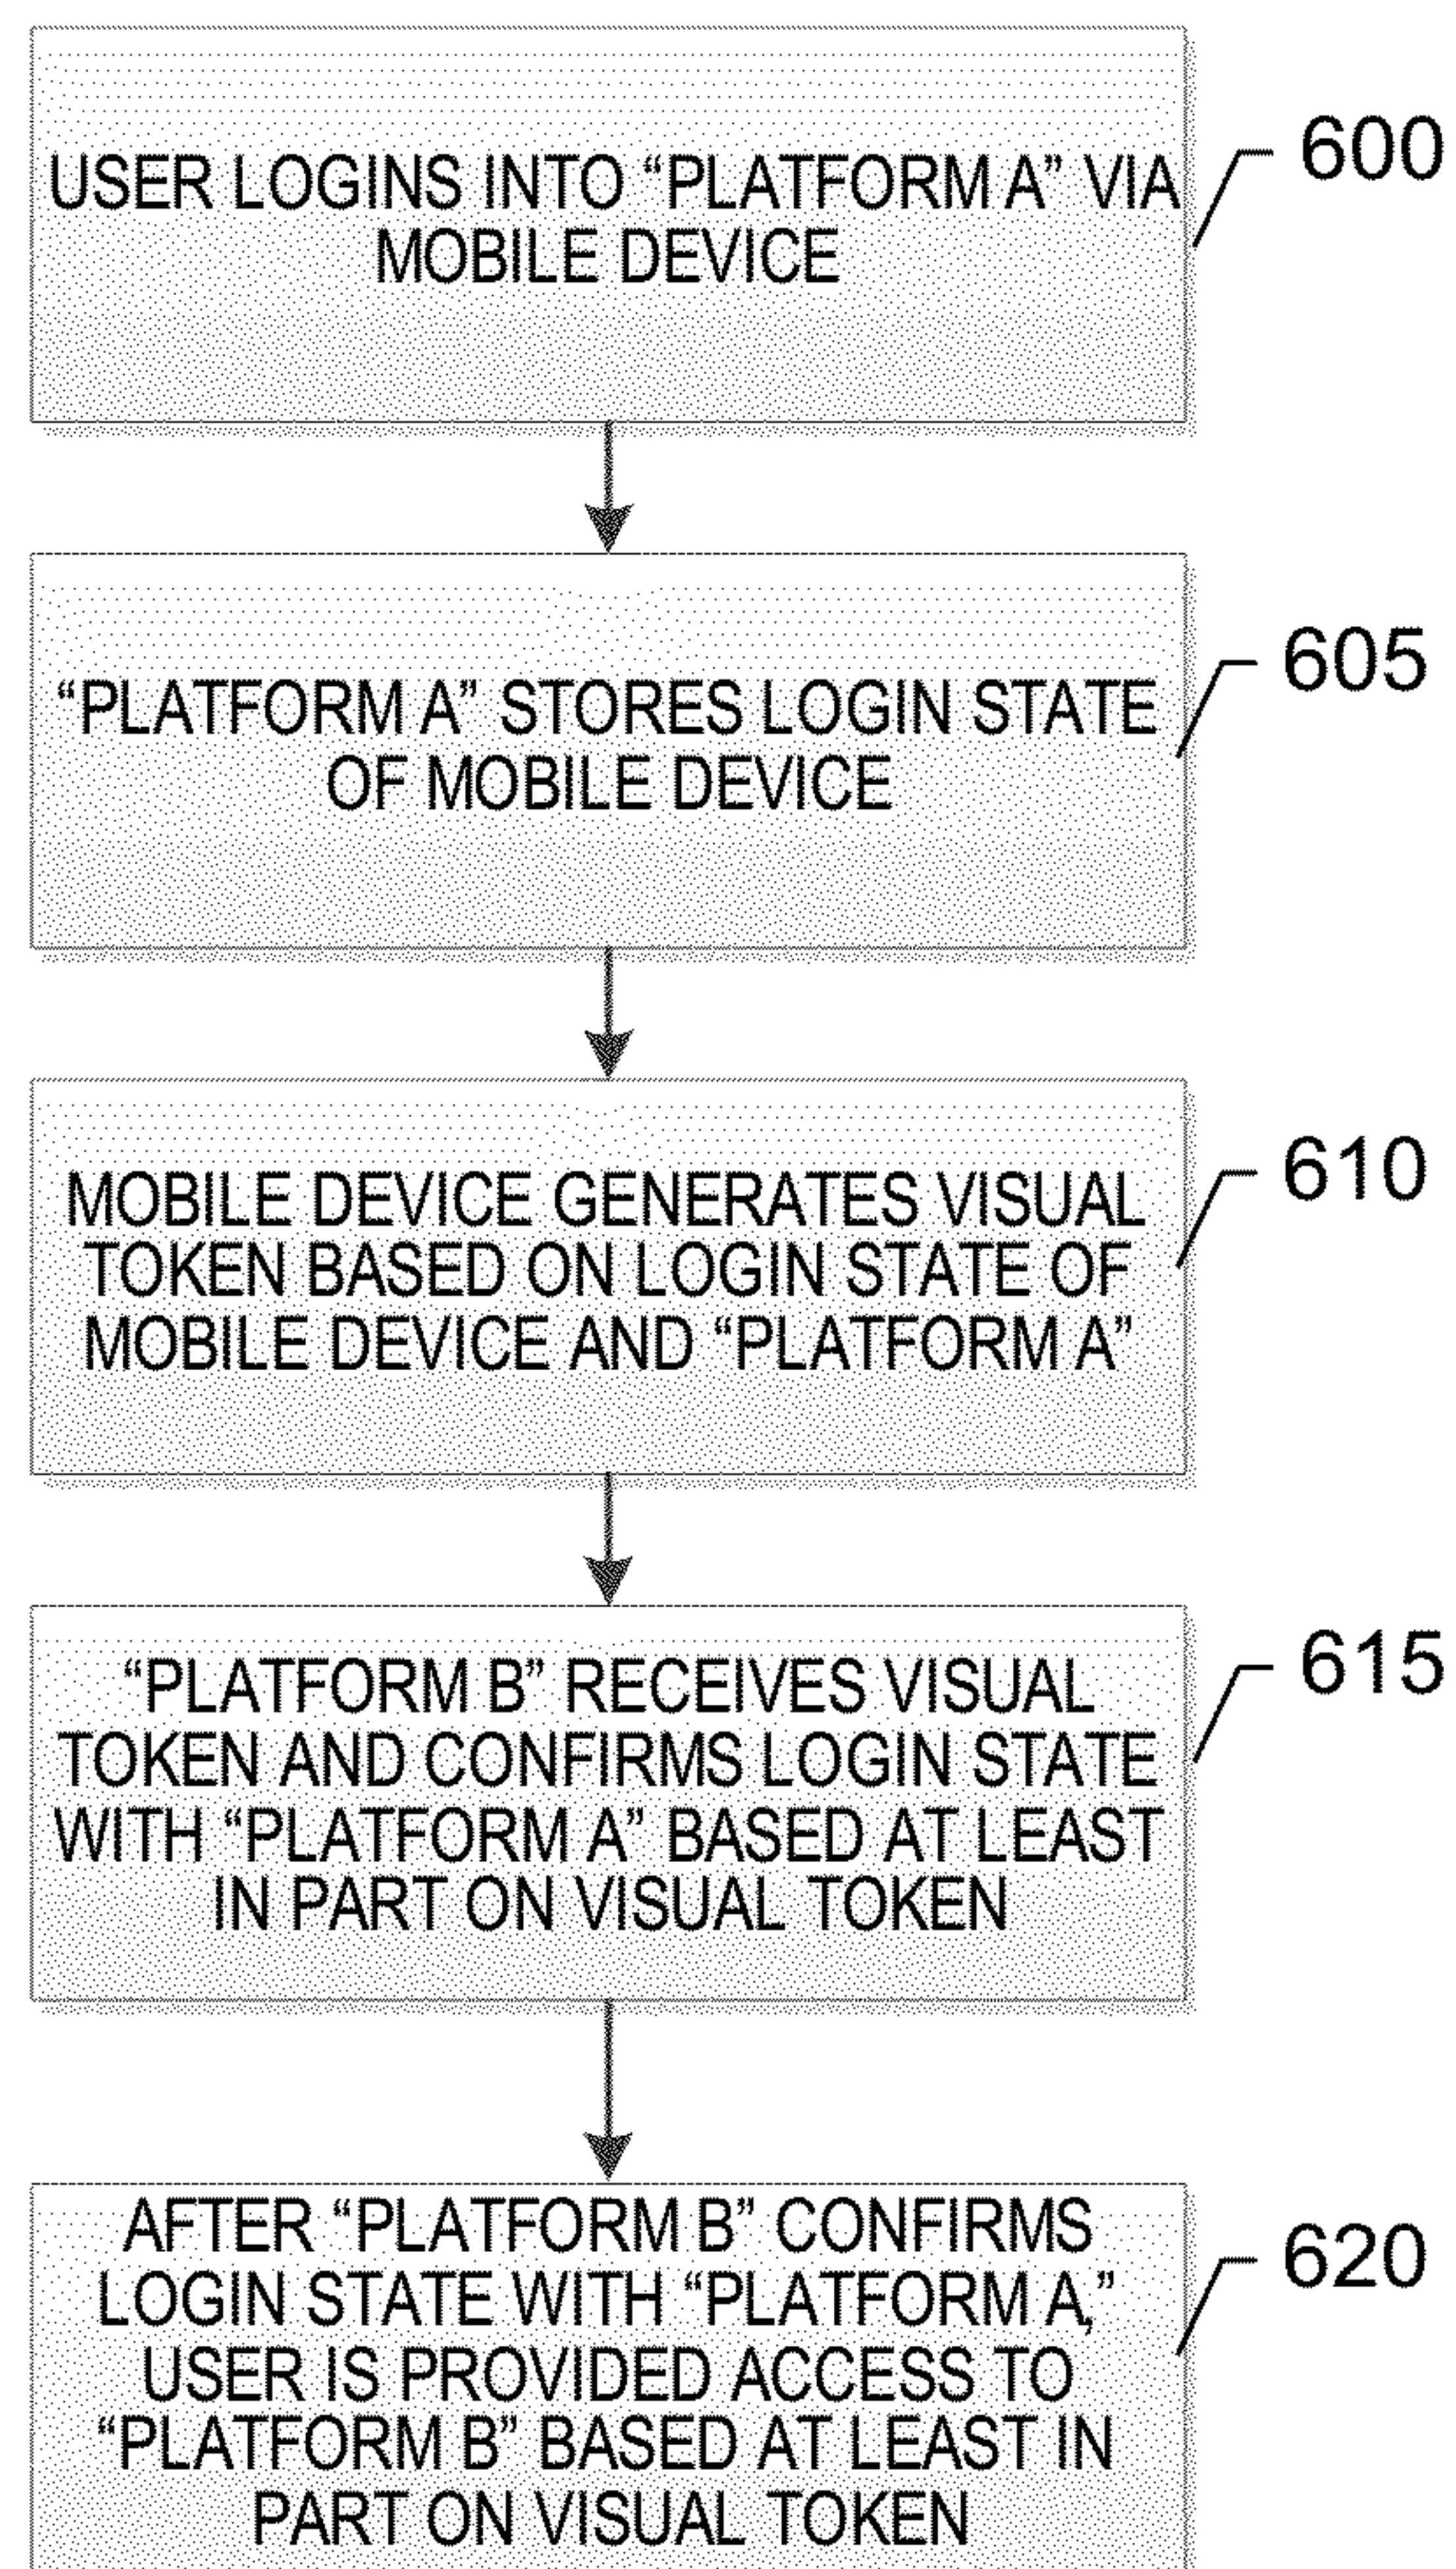 USER LOGINS INTO “PLATFORM A” VIA
MOBILE DEVICE
600
“PLATFORM A” STORES LOGIN STATE
OF MOBILE DEVICE
605
MOBILE DEVICE GENERATES VISUAL
TOKEN BASED ON LOGIN STATE OF
MOBILE DEVICE AND “PLATFORM A”
610
“PLATFORM B” RECEIVES VISUAL
TOKEN AND CONFIRMS LOGIN STATE
WITH “PLATFORM A” BASED AT LEAST
IN PART ON VISUAL TOKEN
615
AFTER “PLATFORM B” CONFIRMS
LOGIN STATE WITH “PLATFORM A,”
USER IS PROVIDED ACCESS TO
“PLATFORM B” BASED AT LEAST IN
PART ON VISUAL TOKEN
620